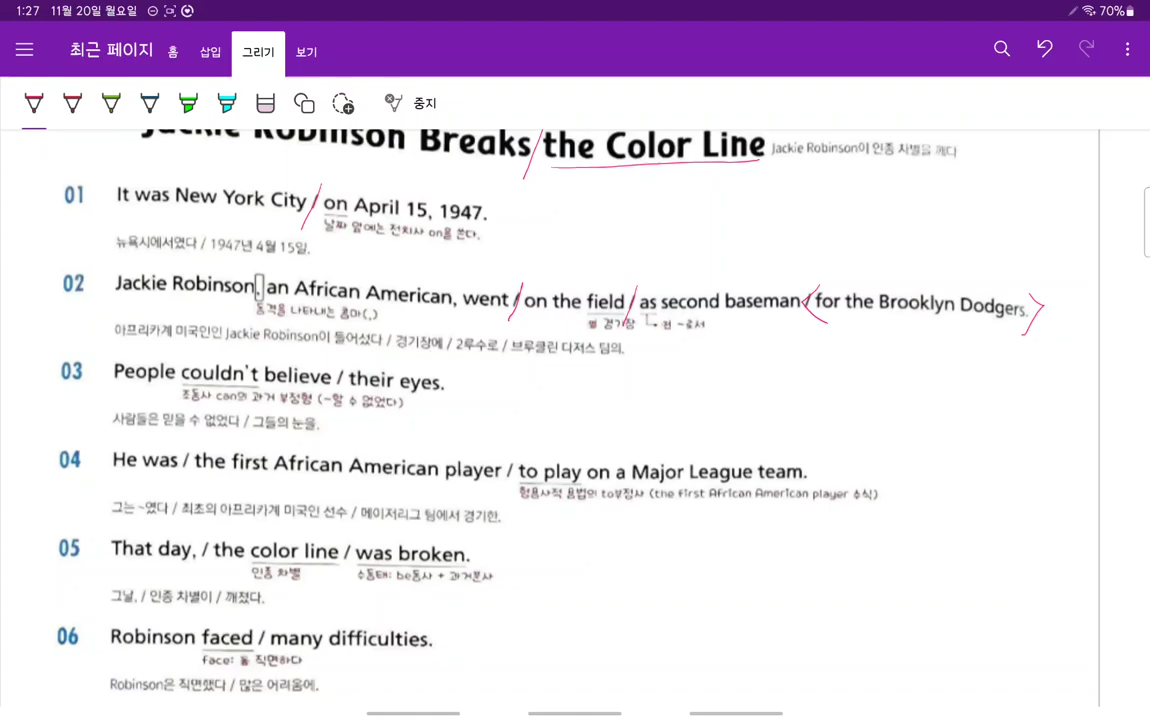 1:27 11월 20일 월요일
70%
최근 페이지 홈 삽입 그리기 보기
중지
Jackie Robinson Breaks / the Color Line Jackie Robinson이 인종 차별을 깨다
01 It was New York City / on April 15, 1947.
날짜 앞에는 전치사 on을 쓴다.
뉴욕시에서였다 / 1947년 4월 15일.
02 Jackie Robinson, an African American, went / on the field / as second baseman < for the Brooklyn Dodgers. >
동격을 나타내는 콤마(,)
명 경기장 전 ~로서
아프리카계 미국인인 Jackie Robinson이 들어섰다 / 경기장에 / 2루수로 / 브루클린 다저스 팀의.
03 People couldn't believe / their eyes.
조동사 can의 과거 부정형 (~할 수 없었다)
사람들은 믿을 수 없었다 / 그들의 눈을.
04 He was / the first African American player / to play on a Major League team.
형용사적 용법의 to부정사 (the first African American player 수식)
그는 ~였다 / 최초의 아프리카계 미국인 선수 / 메이저리그 팀에서 경기한.
05 That day, / the color line / was broken.
인종 차별 수동태: be동사 + 과거분사
그날, / 인종 차별이 / 깨졌다.
06 Robinson faced / many difficulties.
face: 동 직면하다
Robinson은 직면했다 / 많은 어려움에.